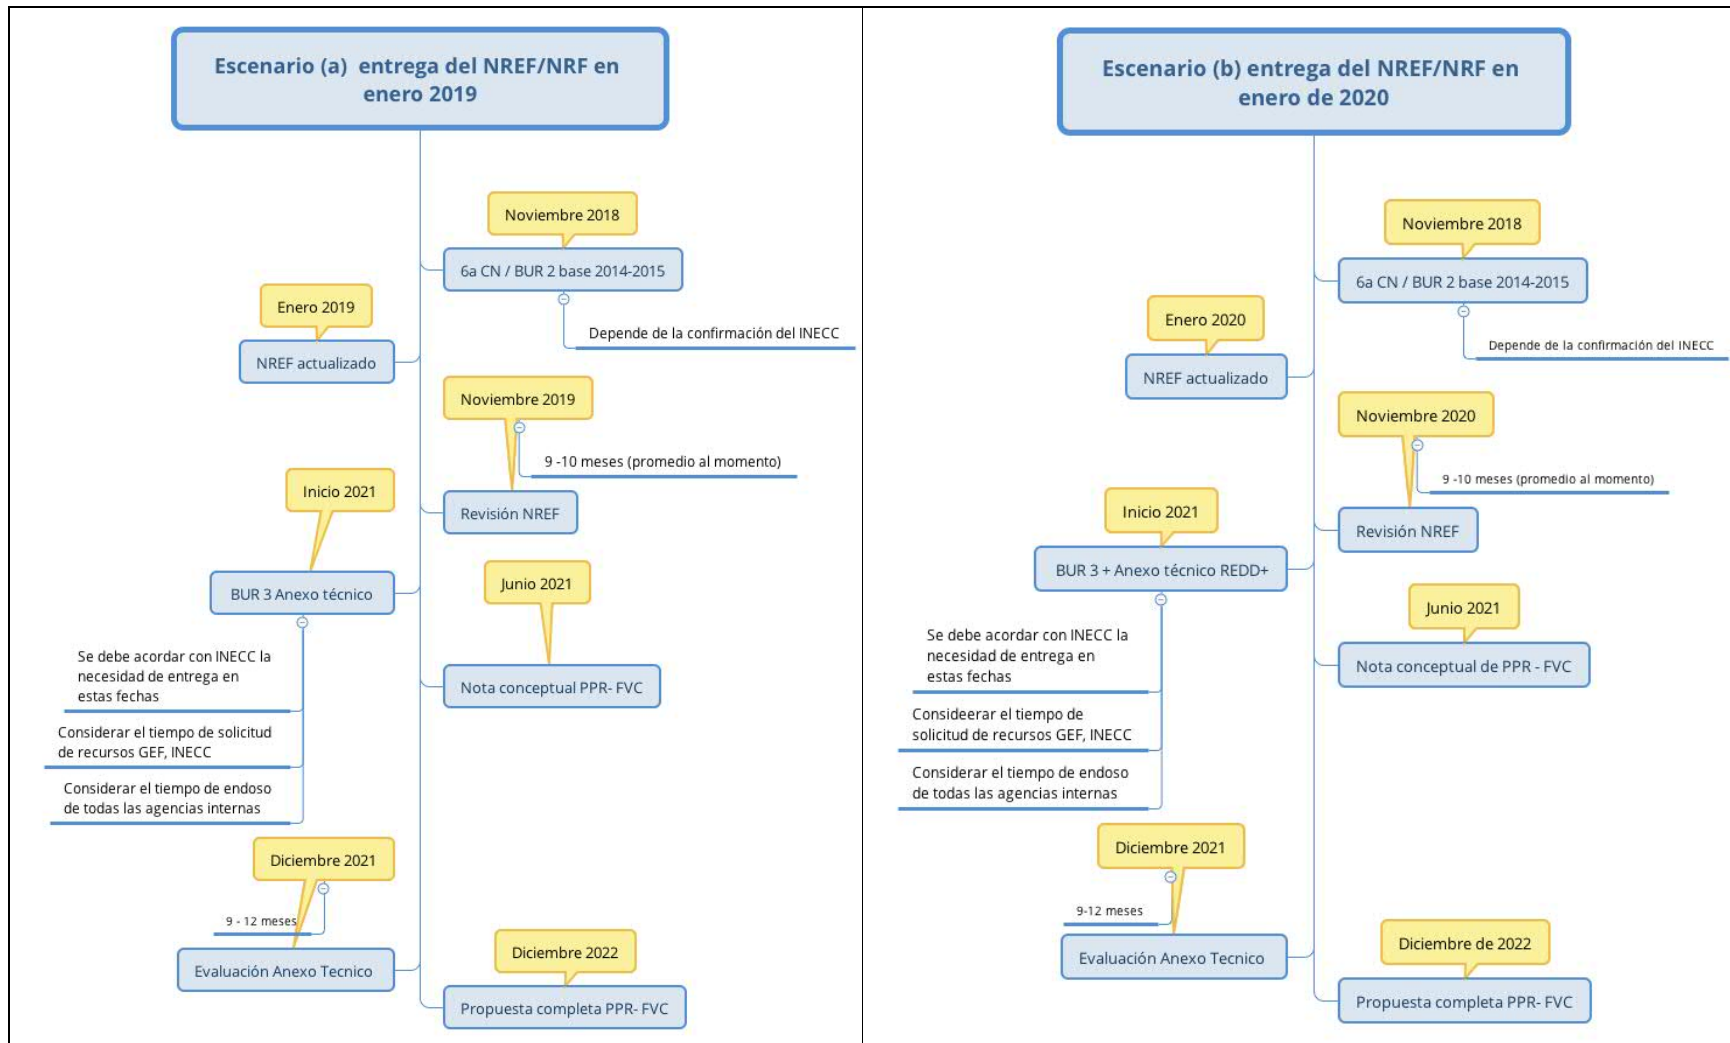 Escenario (a)  entrega del NREF/NRF en
enero 2019
Noviembre 2018
6a CN / BUR 2 base 2014-2015
Depende de la confirmación del INECC
Enero 2019
NREF actualizado
Noviembre 2019
9 -10 meses (promedio al momento)
Revisión NREF
Inicio 2021
BUR 3 Anexo técnico
Se debe acordar con INECC la
necesidad de entrega en
estas fechas
Considerar el tiempo de solicitud
de recursos GEF, INECC
Considerar el tiempo de endoso
de todas las agencias internas
Junio 2021
Nota conceptual PPR- FVC
Diciembre 2021
9 - 12 meses
Evaluación Anexo Tecnico
Diciembre 2022
Propuesta completa PPR- FVC
Escenario (b) entrega del NREF/NRF en
enero de 2020
Noviembre 2018
6a CN / BUR 2 base 2014-2015
Depende de la confirmación del INECC
Enero 2020
NREF actualizado
Noviembre 2020
9 -10 meses (promedio al momento)
Revisión NREF
Inicio 2021
BUR 3 + Anexo técnico REDD+
Se debe acordar con INECC la
necesidad de entrega en
estas fechas
Consideerar el tiempo de
solicitud de recursos GEF, INECC
Considerar el tiempo de endoso
de todas las agencias internas
Junio 2021
Nota conceptual de PPR - FVC
Diciembre 2021
9-12 meses
Evaluación Anexo Tecnico
Diciembre de 2022
Propuesta completa PPR- FVC